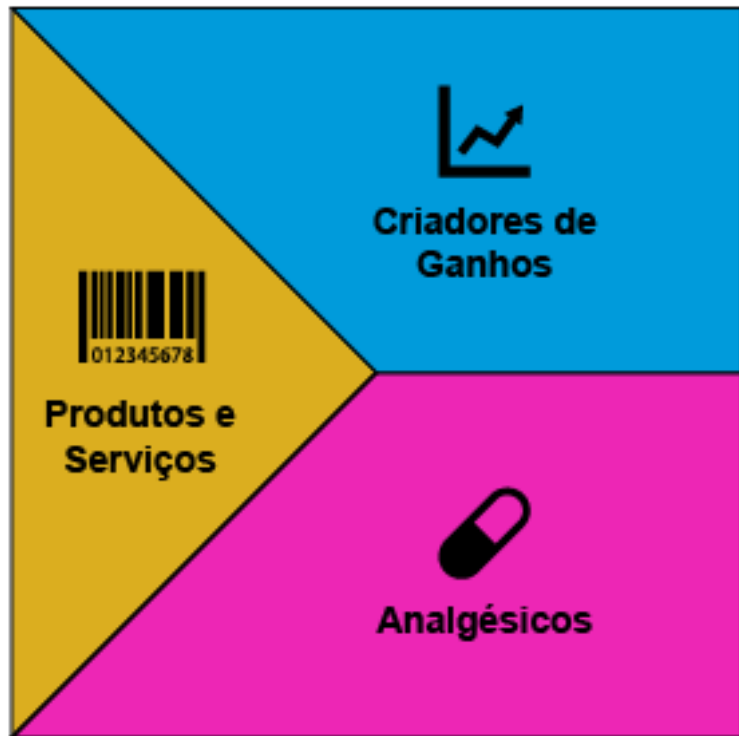 Criadores de
Ganhos
012345678
Produtos e
Serviços
Analgésicos